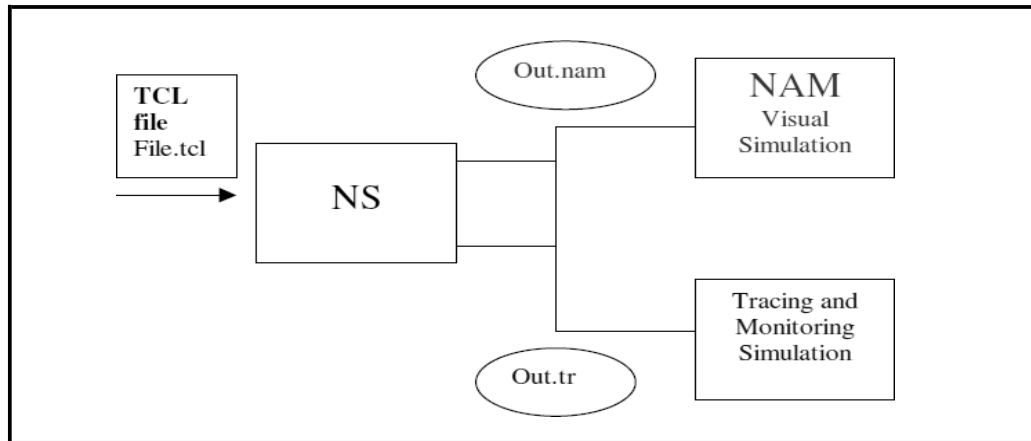 TCL
file
File.tcl
NS
Out.nam
NAM
Visual
Simulation
Out.tr
Tracing and
Monitoring
Simulation